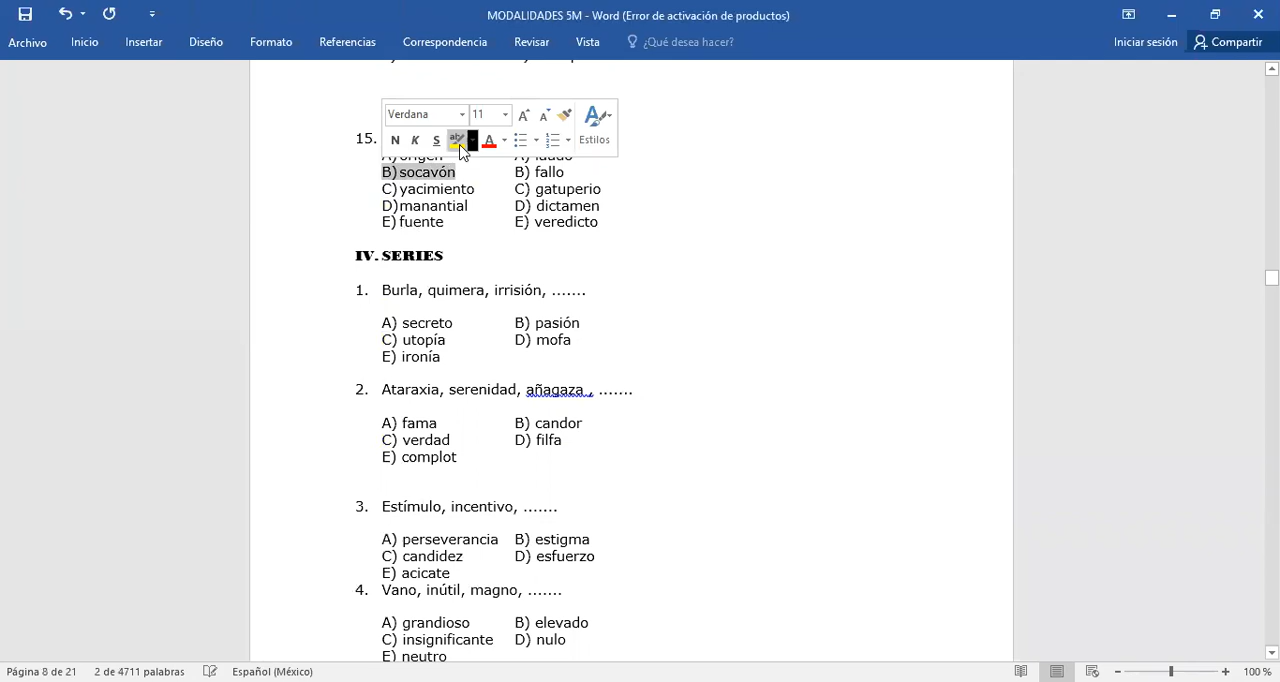 MODALIDADES 5M - Word (Error de activación de productos)
Archivo Inicio Insertar Diseño Formato Referencias Correspondencia Revisar Vista ¿Qué desea hacer? Iniciar sesión Compartir
Verdana 11
N K S aby A Estilos
15.
B) socavón B) fallo
C) yacimiento C) gatuperio
D) manantial D) dictamen
E) fuente E) veredicto
IV. SERIES
1. Burla, quimera, irrisión, .......
A) secreto B) pasión
C) utopía D) mofa
E) ironía
2. Ataraxia, serenidad, añagaza , .......
A) fama B) candor
C) verdad D) filfa
E) complot
3. Estímulo, incentivo, .......
A) perseverancia B) estigma
C) candidez D) esfuerzo
E) acicate
4. Vano, inútil, magno, .......
A) grandioso B) elevado
C) insignificante D) nulo
E) neutro
Página 8 de 21 2 de 4711 palabras Español (México) 100 %